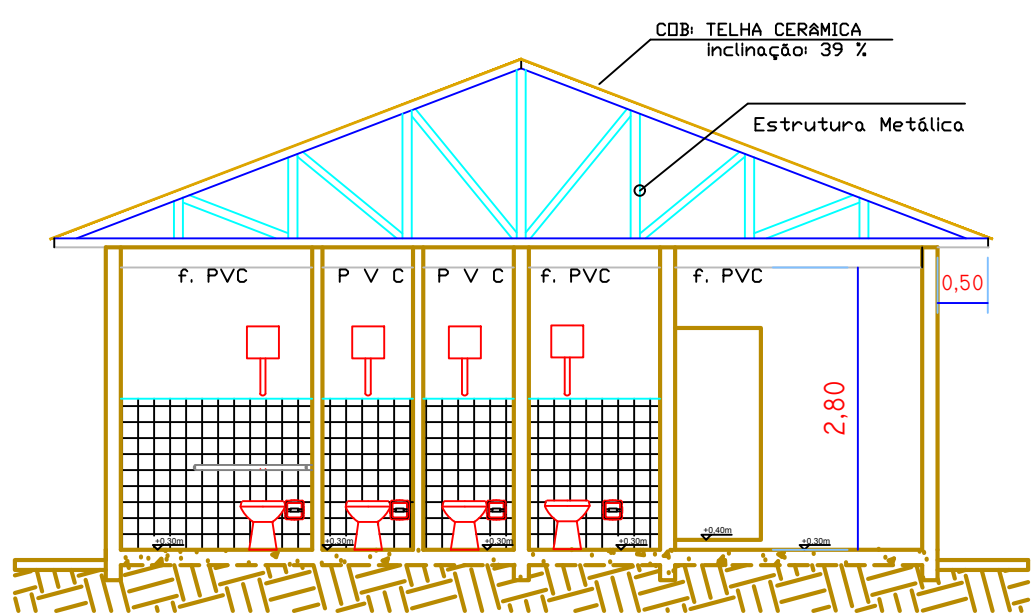 COB: TELHA CERÂMICA
inclinação: 39 %
Estrutura Metálica
f. PVC
P V C
P V C
f. PVC
f. PVC
0,50
2,80
+0.40m
+0.30m
+0.30m
+0.30m
+0.30m
+0.30m